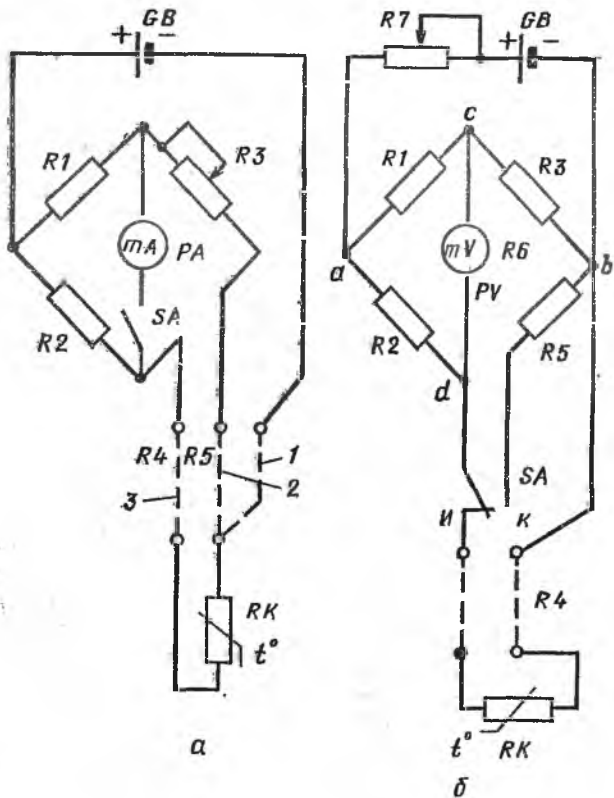 GB
+ -
R1
R3
mA PA
SA
R2
R4 R5 1
3 2
RK
t°
а
R7 GB
+ -
c
R1 R3
a mV R6 b
PV
R2 R5
d
SA
И К
R4
t° RK
б